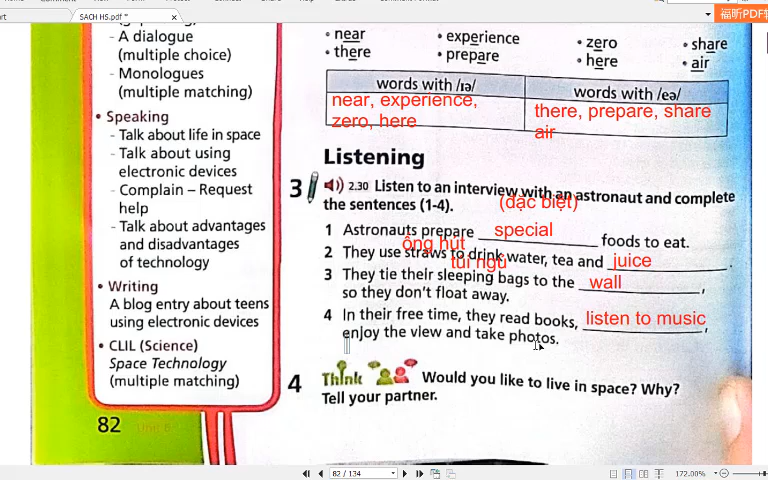 SACH HS.pdf *
- A dialogue
(multiple choice)
- Monologues
(multiple matching)
• Speaking
- Talk about life in space
- Talk about using
electronic devices
- Complain – Request
help
- Talk about advantages
and disadvantages
of technology
• Writing
A blog entry about teens
using electronic devices
• CLIL (Science)
Space Technology
(multiple matching)
82
• near • experience • zero • share
• there • prepare • here • air
words with /ɪə/ words with /eə/
near, experience, there, prepare, share
zero, here air
Listening
3 2.30 Listen to an interview with an astronaut and complete
the sentences (1-4). (đặc biệt)
1 Astronauts prepare special foods to eat.
ống hút
2 They use straws to drink water, tea and juice.
túi ngủ
3 They tie their sleeping bags to the wall,
so they don't float away.
4 In their free time, they read books, listen to music,
enjoy the view and take photos.
4 Think Would you like to live in space? Why?
Tell your partner.
82 / 134 172.00%